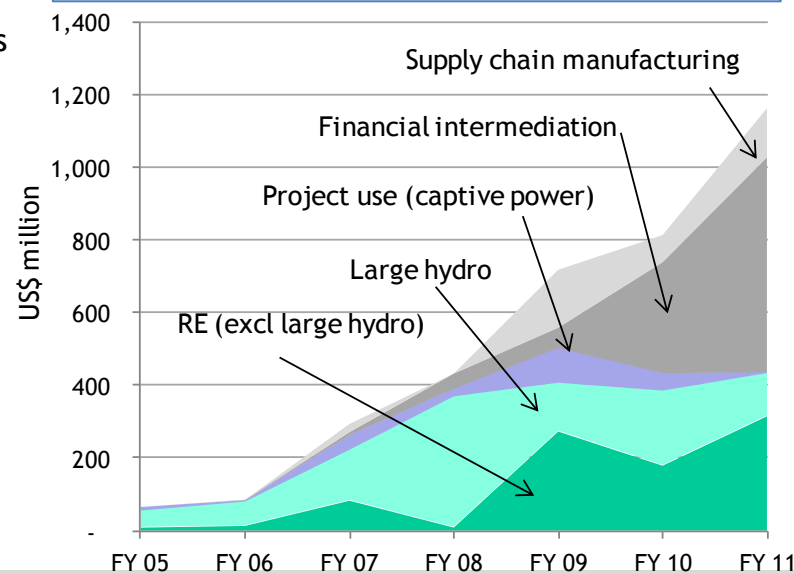 s
1,400
1,200
1,000
800
600
400
200
-
US$ million
Supply chain manufacturing
Financial intermediation
Project use (captive power)
Large hydro
RE (excl large hydro)
FY 05 FY 06 FY 07 FY 08 FY 09 FY 10 FY 11